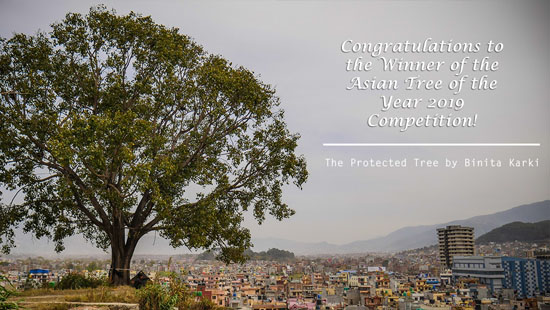 Congratulations to
the Winner of the
Asian Tree of the
Year 2019
Competition!
The Protected Tree by Binita Karki